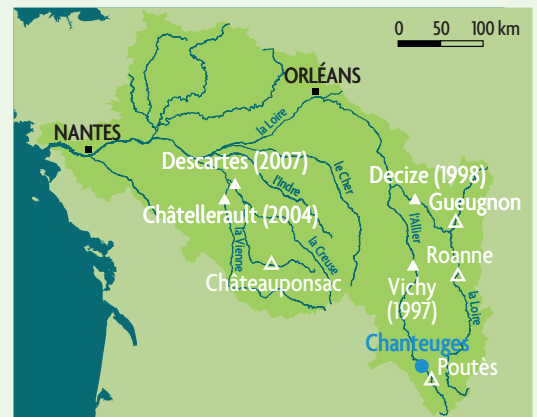 0 50 100 km
ORLÉANS
NANTES
la Loire
Descartes (2007)
l'Indre
le Cher
Decize (1998)
Châtellerault (2004)
Gueugnon
l'Allier
la Vienne
la Creuse
Roanne
Châteauponsac
Vichy
(1997)
la Loire
Chanteuges
Poutès